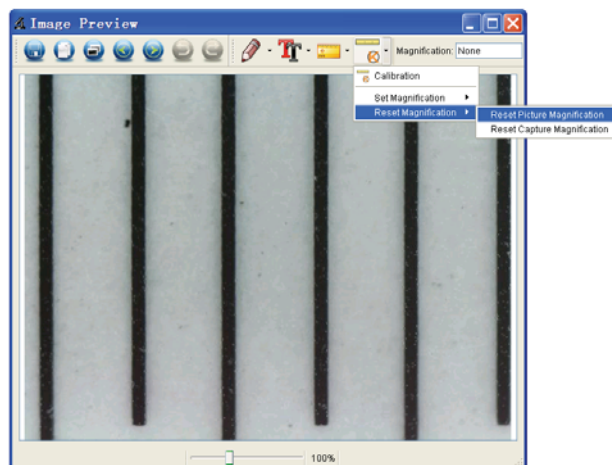 Image Preview
Magnification: None
Calibration
Set Magnification
Reset Magnification
Reset Picture Magnification
Reset Capture Magnification
100%